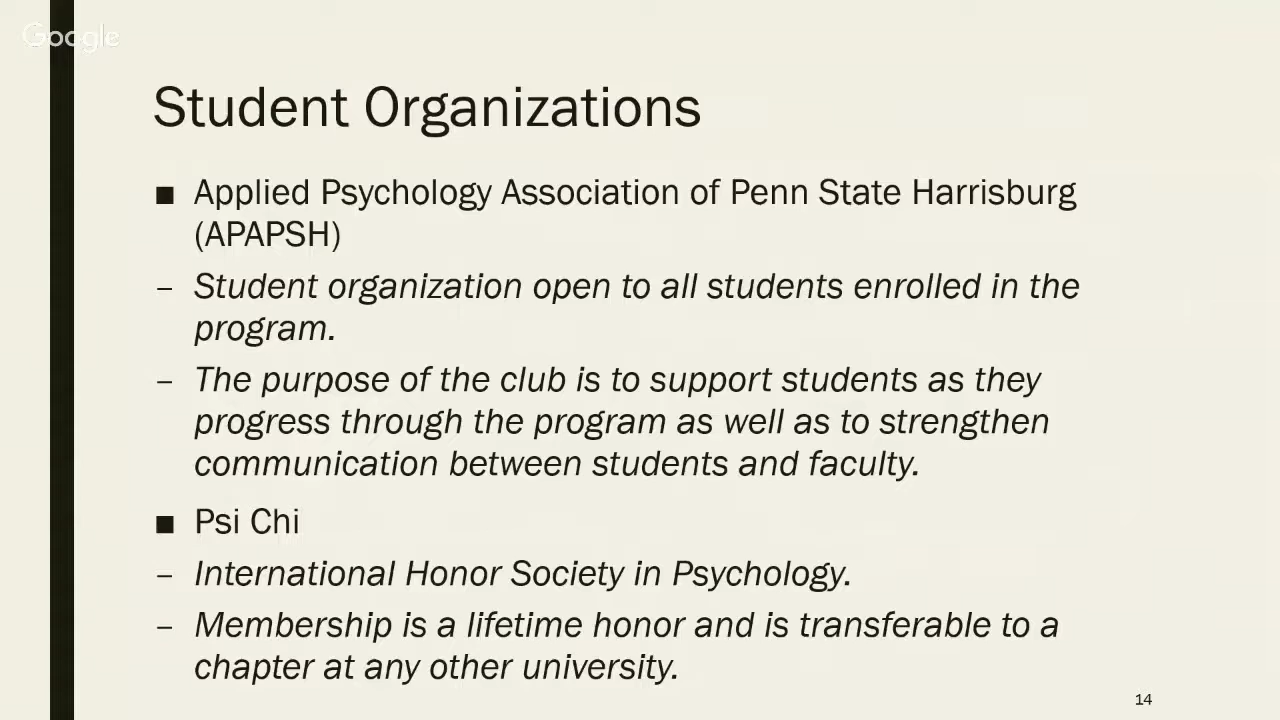 Google
Student Organizations
■ Applied Psychology Association of Penn State Harrisburg
(APAPSH)
– Student organization open to all students enrolled in the
program.
– The purpose of the club is to support students as they
progress through the program as well as to strengthen
communication between students and faculty.
■ Psi Chi
– International Honor Society in Psychology.
– Membership is a lifetime honor and is transferable to a
chapter at any other university.
14